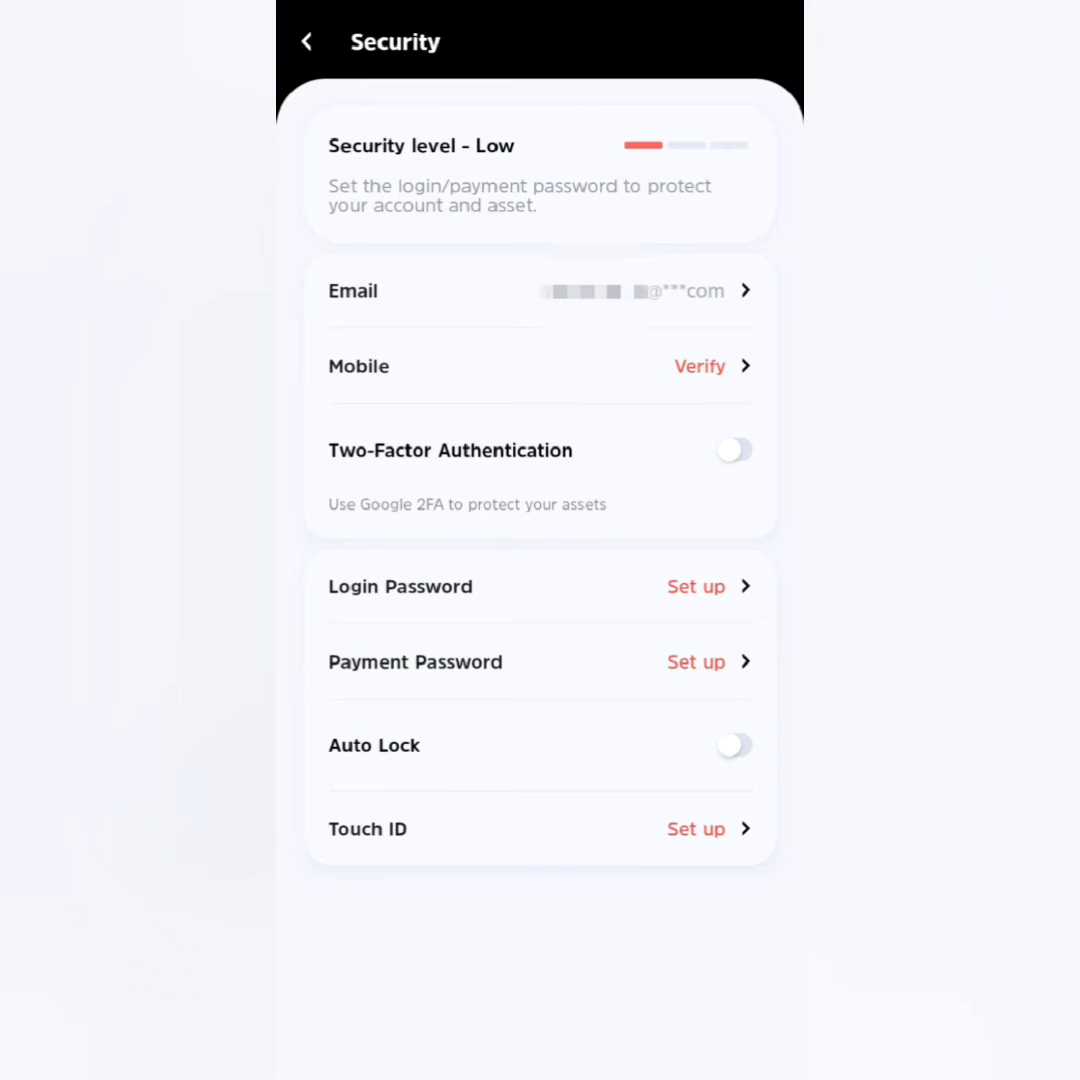 Security
Security level - Low
Set the login/payment password to protect
your account and asset.
Email @***com
Mobile Verify
Two-Factor Authentication
Use Google 2FA to protect your assets
Login Password Set up
Payment Password Set up
Auto Lock
Touch ID Set up